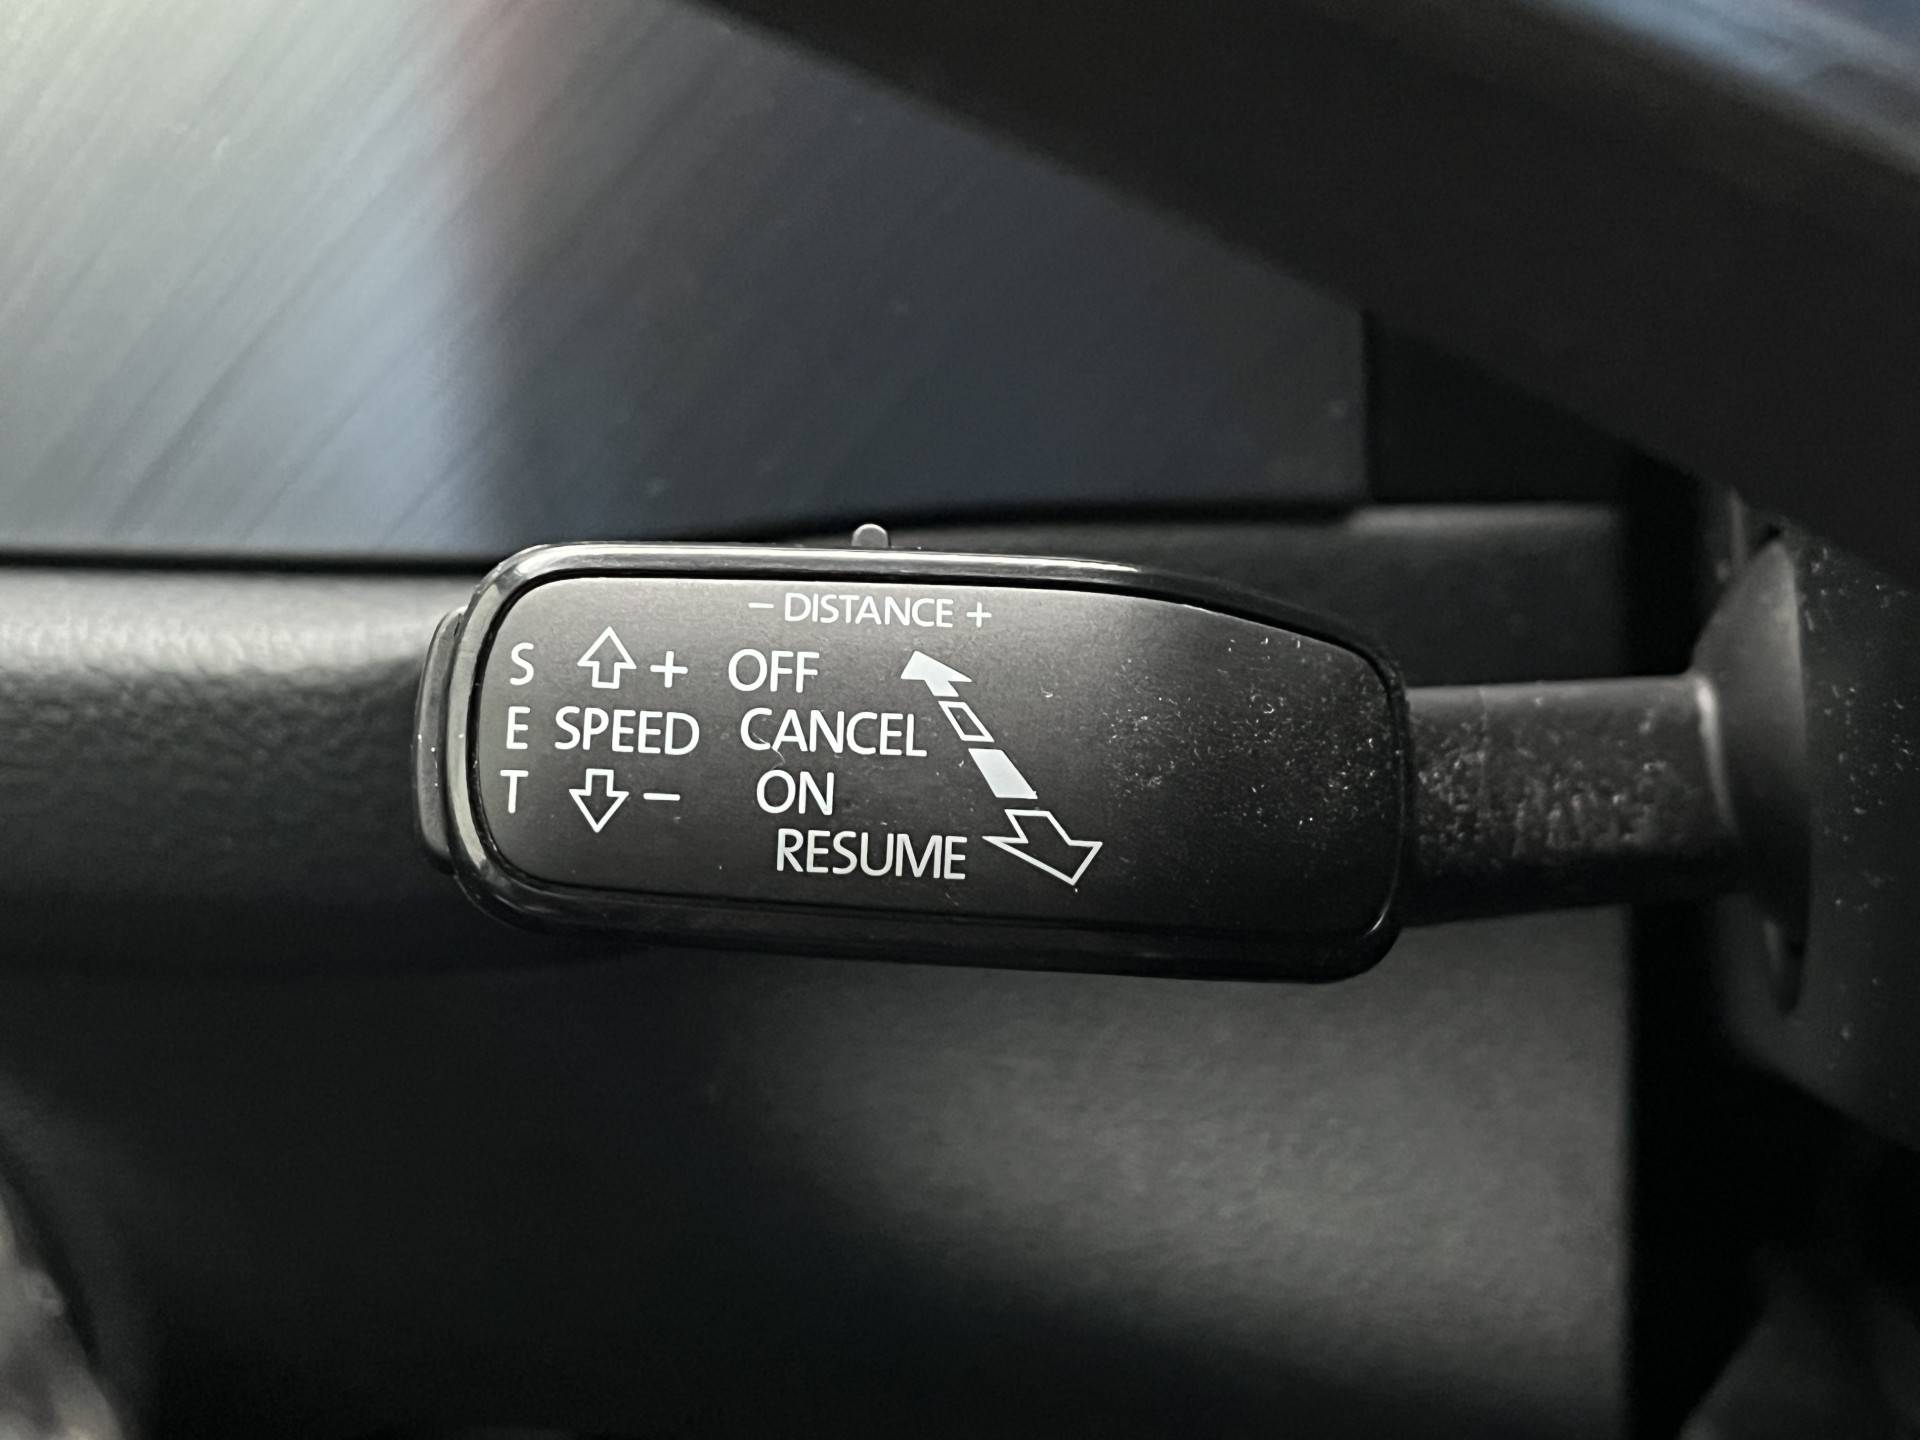 − DISTANCE +
S + OFF
E SPEED CANCEL
T − ON
RESUME